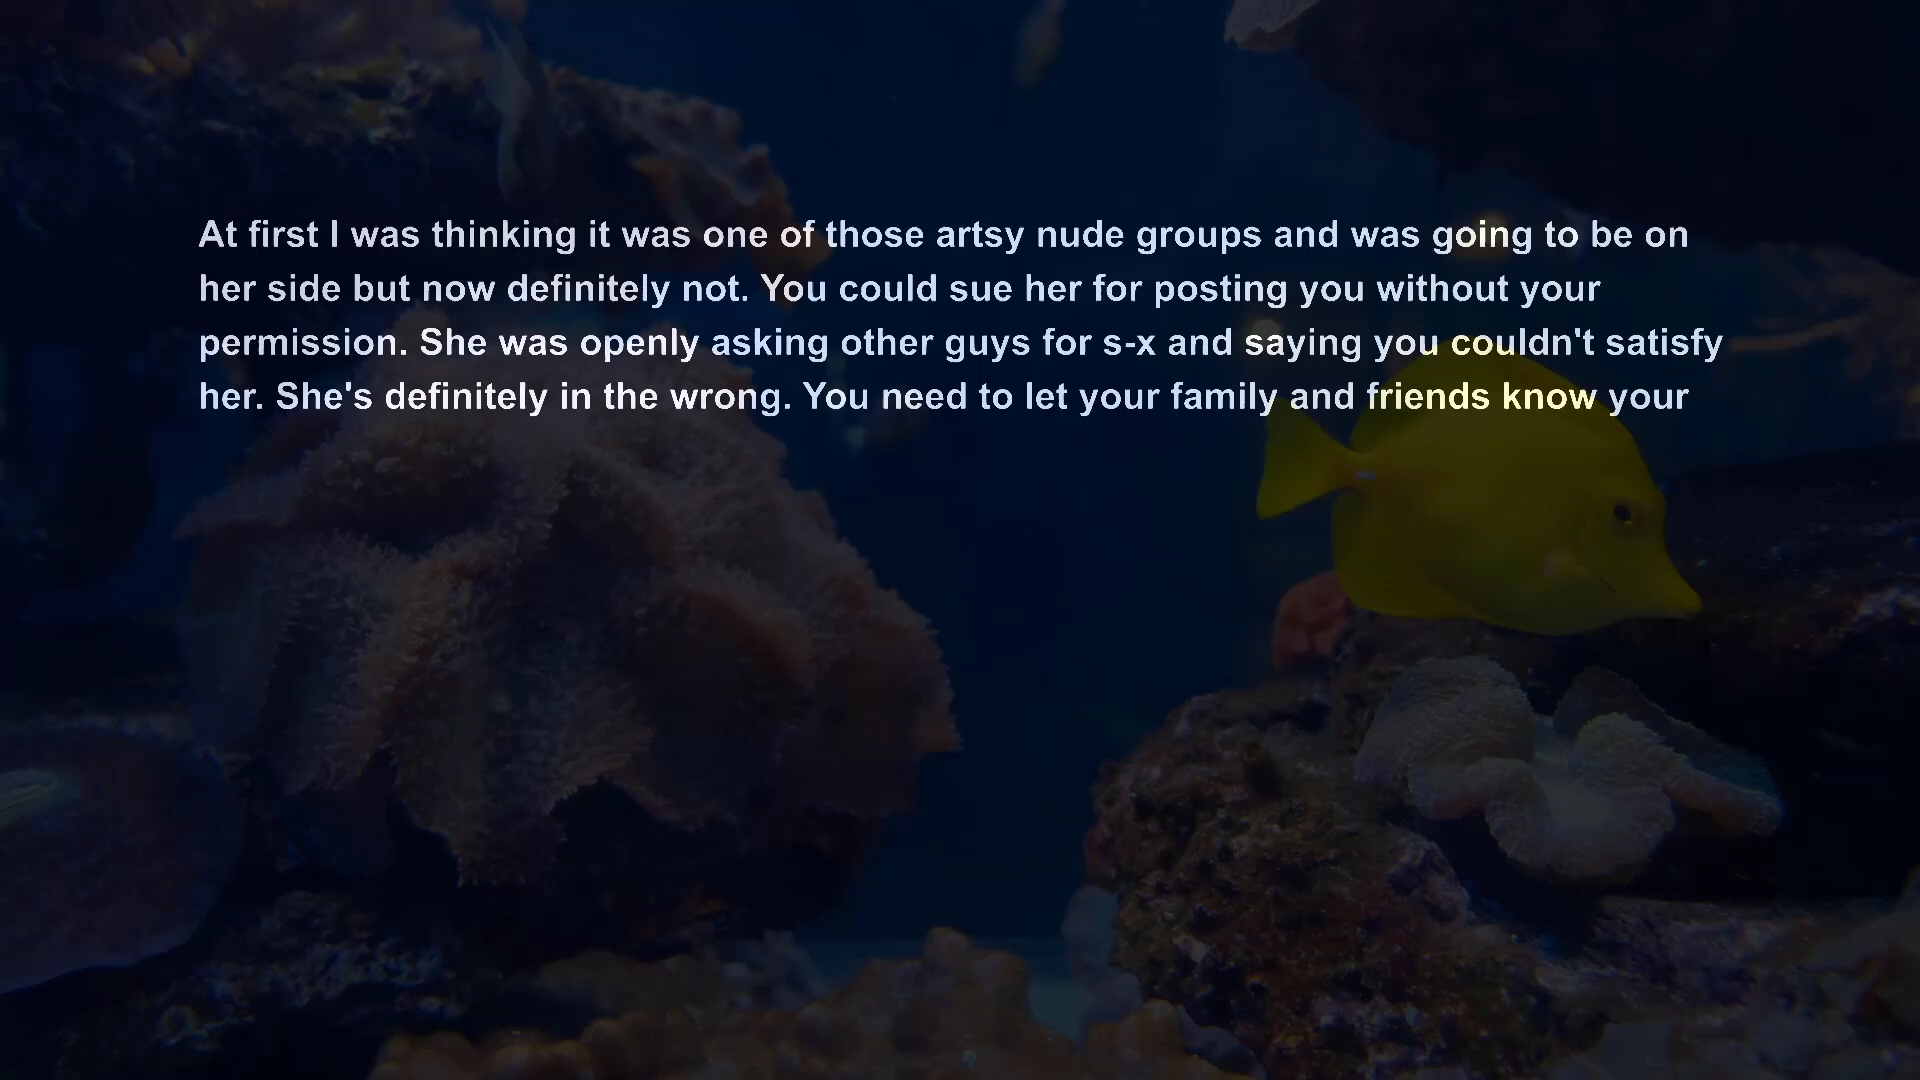 At first I was thinking it was one of those artsy nude groups and was going to be on
her side but now definitely not. You could sue her for posting you without your
permission. She was openly asking other guys for s-x and saying you couldn't satisfy
her. She's definitely in the wrong. You need to let your family and friends know your